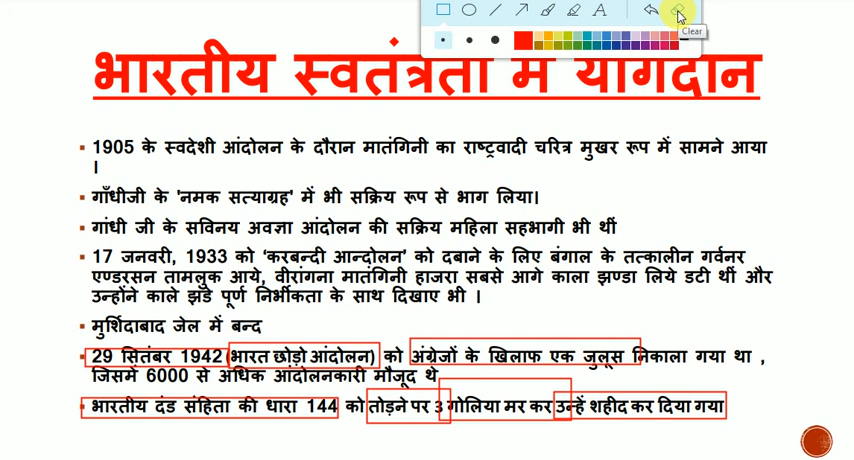 Clear
भारतीय स्वतंत्रता में योगदान
1905 के स्वदेशी आंदोलन के दौरान मातंगिनी का राष्ट्रवादी चरित्र मुखर रूप में सामने आया
।
गाँधीजी के 'नमक सत्याग्रह' में भी सक्रिय रूप से भाग लिया।
गांधी जी के सविनय अवज्ञा आंदोलन की सक्रिय महिला सहभागी भी थीं
17 जनवरी, 1933 को 'करबन्दी आन्दोलन' को दबाने के लिए बंगाल के तत्कालीन गर्वनर
एण्डरसन तामलुक आये, वीरांगना मातंगिनी हाजरा सबसे आगे काला झण्डा लिये डटी थीं और
उन्होंने काले झंडे पूर्ण निर्भीकता के साथ दिखाए भी ।
मुर्शिदाबाद जेल में बन्द
29 सितंबर 1942 (भारत छोड़ो आंदोलन) को अंग्रेजों के खिलाफ एक जुलूस निकाला गया था ,
जिसमें 6000 से अधिक आंदोलनकारी मौजूद थे
भारतीय दंड संहिता की धारा 144 को तोड़ने पर 3 गोलिया मर कर उन्हें शहीद कर दिया गया